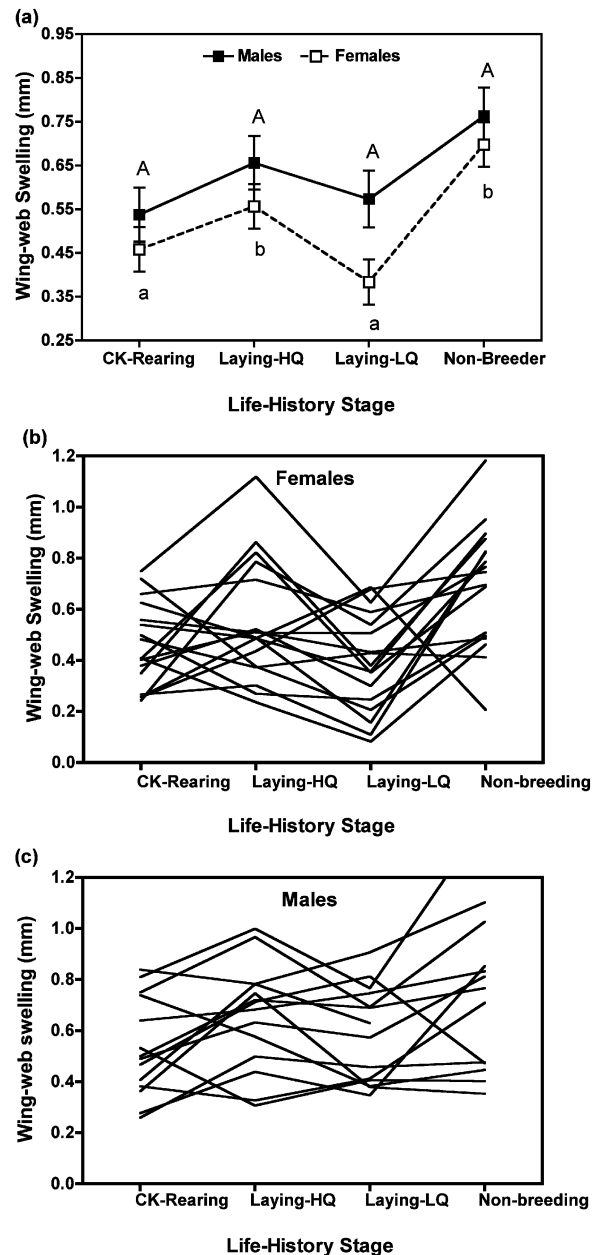 (a)
0.95
Males Females
0.85
A A
0.75
A
A
0.65
0.55
b
0.45
b
0.35
a a
0.25
CK-Rearing Laying-HQ Laying-LQ Non-Breeder
Wing-web Swelling (mm)
Life-History Stage
(b)
1.2
Females
1.0
0.8
0.6
0.4
0.2
0.0
CK-Rearing Laying-HQ Laying-LQ Non-breeding
Wing-web Swelling (mm)
Life-History Stage
(c)
1.2
Males
1.0
0.8
0.6
0.4
0.2
0.0
CK-Rearing Laying-HQ Laying-LQ Non-breeding
Wing-web swelling (mm)
Life-History Stage